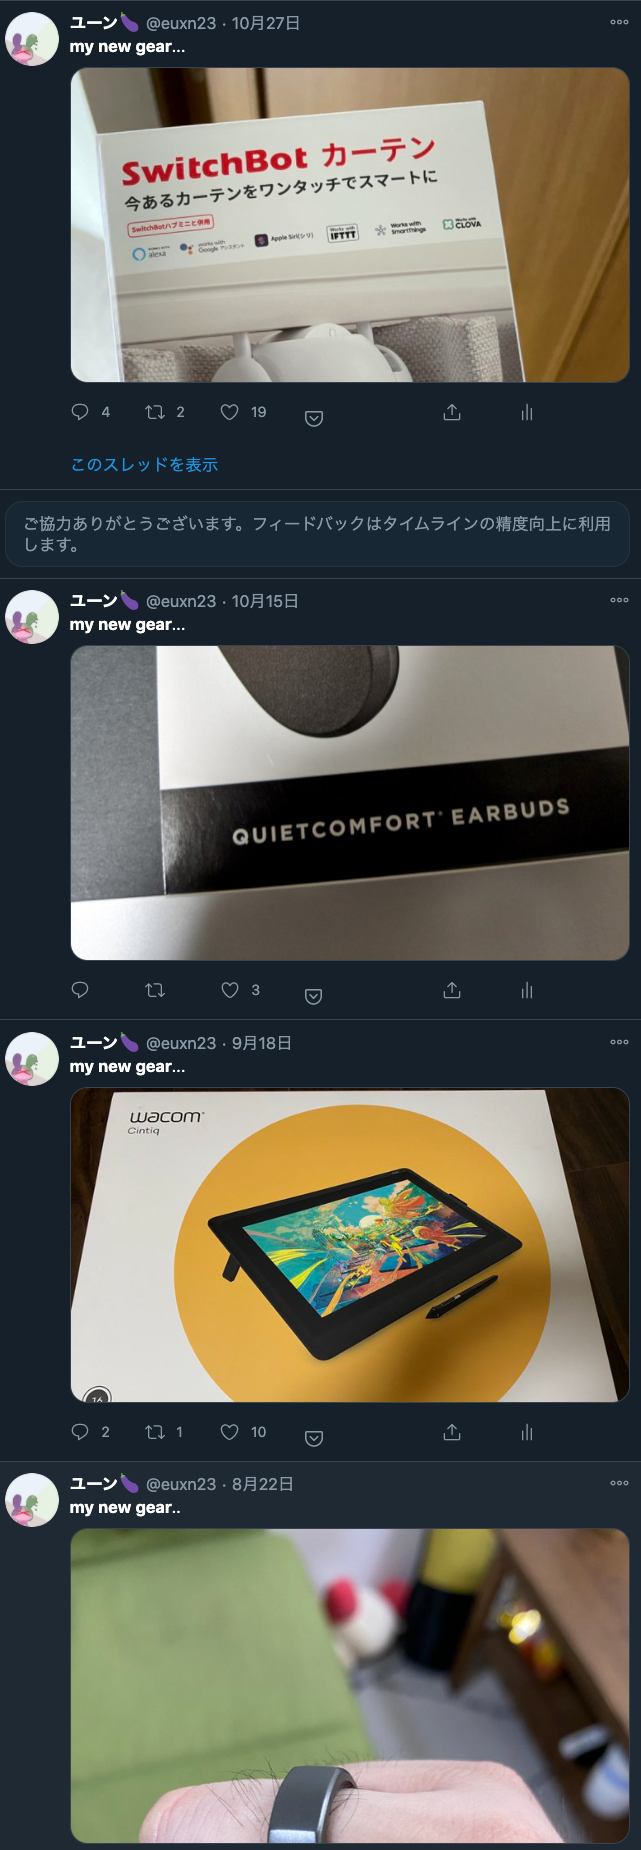 ユーン🍆 @euxn23 · 10月27日
my new gear...
SwitchBot カーテン
今あるカーテンをワンタッチでスマートに
SwitchBotハブミニと併用
WORKS WITH alexa
works with Google アシスタント
Apple Siri(シリ)
Works with IFTTT
Works with SmartThings
Works with CLOVA
4 2 19
このスレッドを表示
ご協力ありがとうございます。フィードバックはタイムラインの精度向上に利用
します。
ユーン🍆 @euxn23 · 10月15日
my new gear...
QUIETCOMFORT® EARBUDS
3
ユーン🍆 @euxn23 · 9月18日
my new gear...
wacom®
Cintiq
16
2 1 10
ユーン🍆 @euxn23 · 8月22日
my new gear..